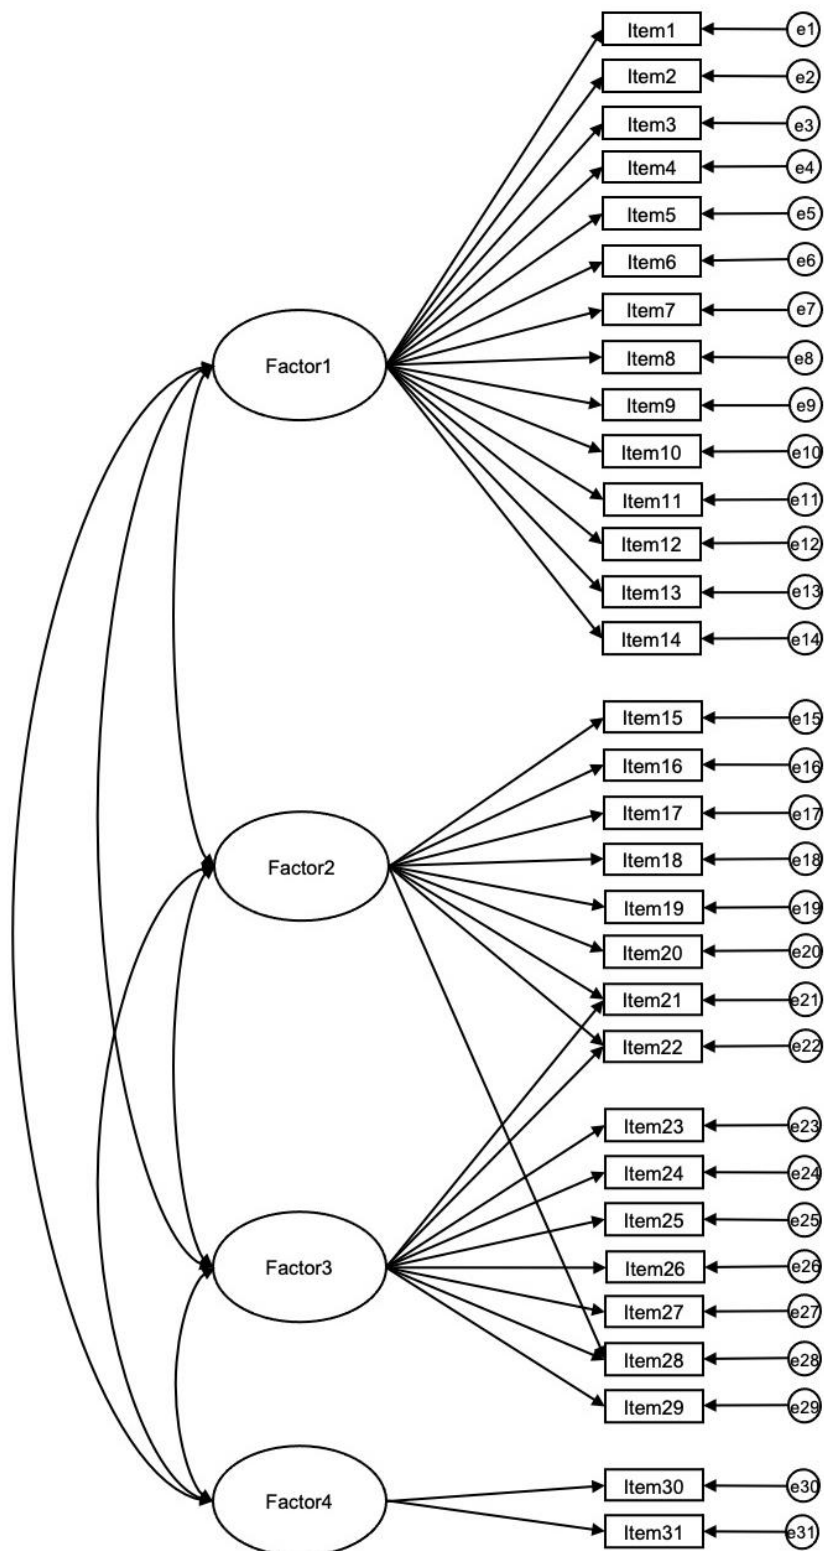 Item1 e1
Item2 e2
Item3 e3
Item4 e4
Item5 e5
Item6 e6
Item7 e7
Factor1
Item8 e8
Item9 e9
Item10 e10
Item11 e11
Item12 e12
Item13 e13
Item14 e14
Item15 e15
Item16 e16
Item17 e17
Item18 e18
Factor2
Item19 e19
Item20 e20
Item21 e21
Item22 e22
Item23 e23
Item24 e24
Item25 e25
Factor3
Item26 e26
Item27 e27
Item28 e28
Item29 e29
Item30 e30
Factor4
Item31 e31